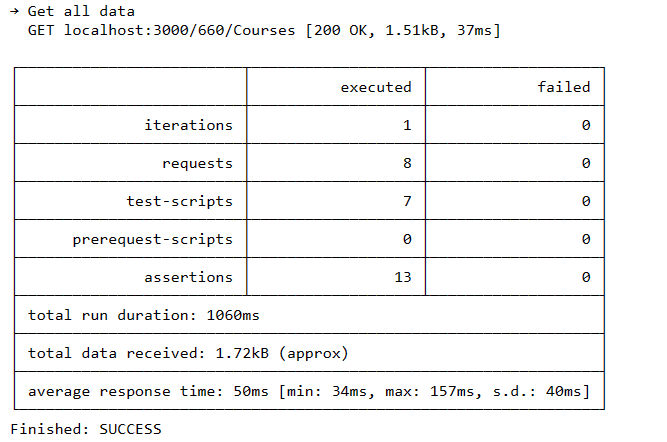 → Get all data
GET localhost:3000/660/Courses [200 OK, 1.51kB, 37ms]
executed failed
iterations 1 0
requests 8 0
test-scripts 7 0
prerequest-scripts 0 0
assertions 13 0
total run duration: 1060ms
total data received: 1.72kB (approx)
average response time: 50ms [min: 34ms, max: 157ms, s.d.: 40ms]
Finished: SUCCESS